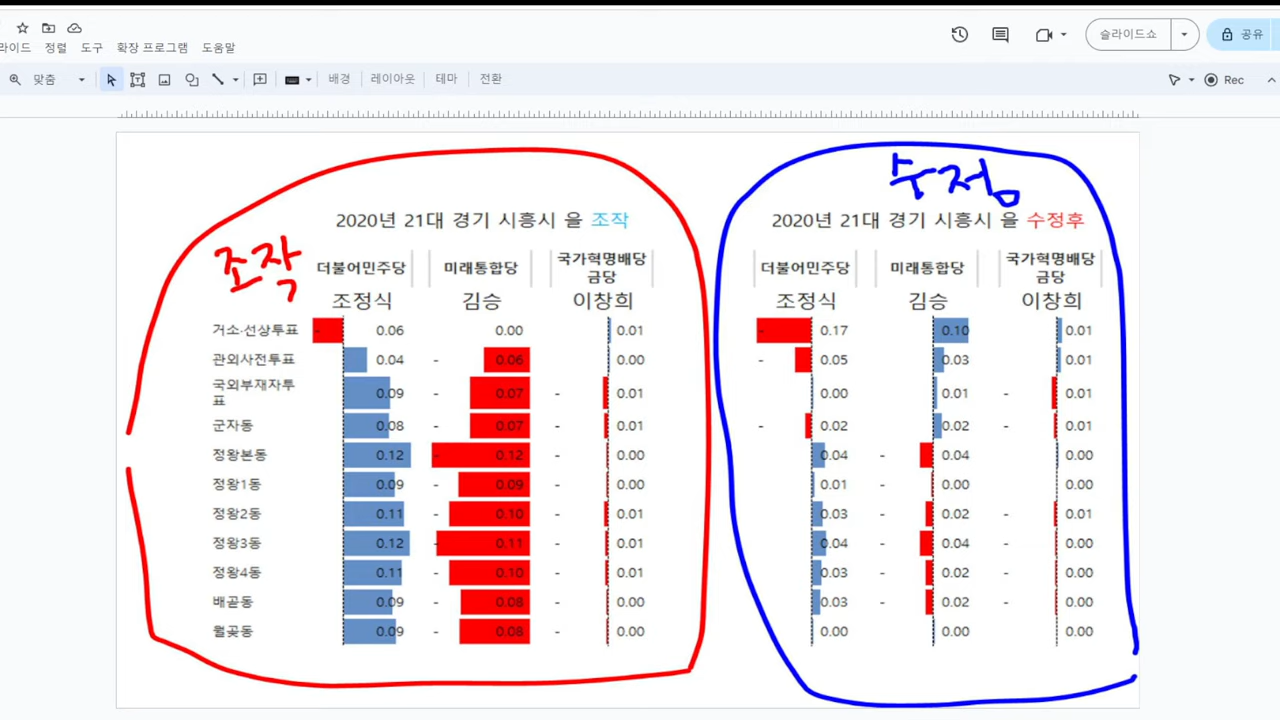 라이드 정렬 도구 확장 프로그램 도움말
슬라이드쇼
공유
맞춤
배경 레이아웃 테마 전환
Rec
조작
2020년 21대 경기 시흥시 을 조작
더불어민주당 미래통합당 국가혁명배당
금당
조정식 김승 이창희
거소·선상투표 - 0.06 0.00 0.01
관외사전투표 0.04 - 0.06 0.00
국외부재자투
표 0.09 - 0.07 - 0.01
군자동 0.08 - 0.07 - 0.01
정왕본동 0.12 - 0.12 - 0.00
정왕1동 0.09 - 0.09 - 0.00
정왕2동 0.11 - 0.10 - 0.01
정왕3동 0.12 - 0.11 - 0.01
정왕4동 0.11 - 0.10 - 0.01
배곧동 0.09 - 0.08 - 0.00
월곶동 0.09 - 0.08 - 0.00
수정
2020년 21대 경기 시흥시 을 수정후
더불어민주당 미래통합당 국가혁명배당
금당
조정식 김승 이창희
- 0.17 0.10 0.01
- 0.05 0.03 0.01
0.00 0.01 - 0.01
- 0.02 0.02 - 0.01
0.04 - 0.04 0.00
0.01 - 0.00 0.00
0.03 - 0.02 - 0.01
0.04 - 0.04 - 0.00
0.03 - 0.02 - 0.00
0.03 - 0.02 - 0.00
0.00 0.00 - 0.00